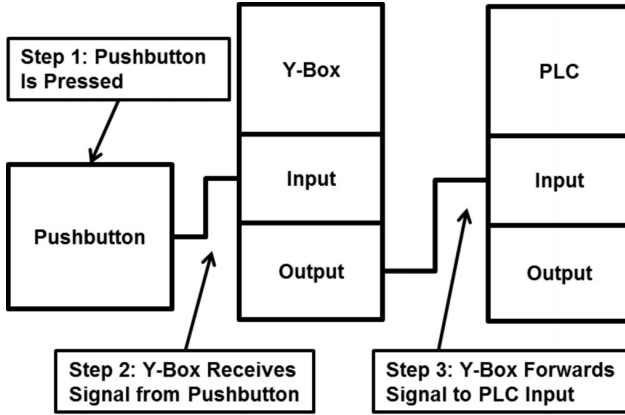 Step 1: Pushbutton
Is Pressed
Y-Box
PLC
Pushbutton
Input
Input
Output
Output
Step 2: Y-Box Receives
Signal from Pushbutton
Step 3: Y-Box Forwards
Signal to PLC Input